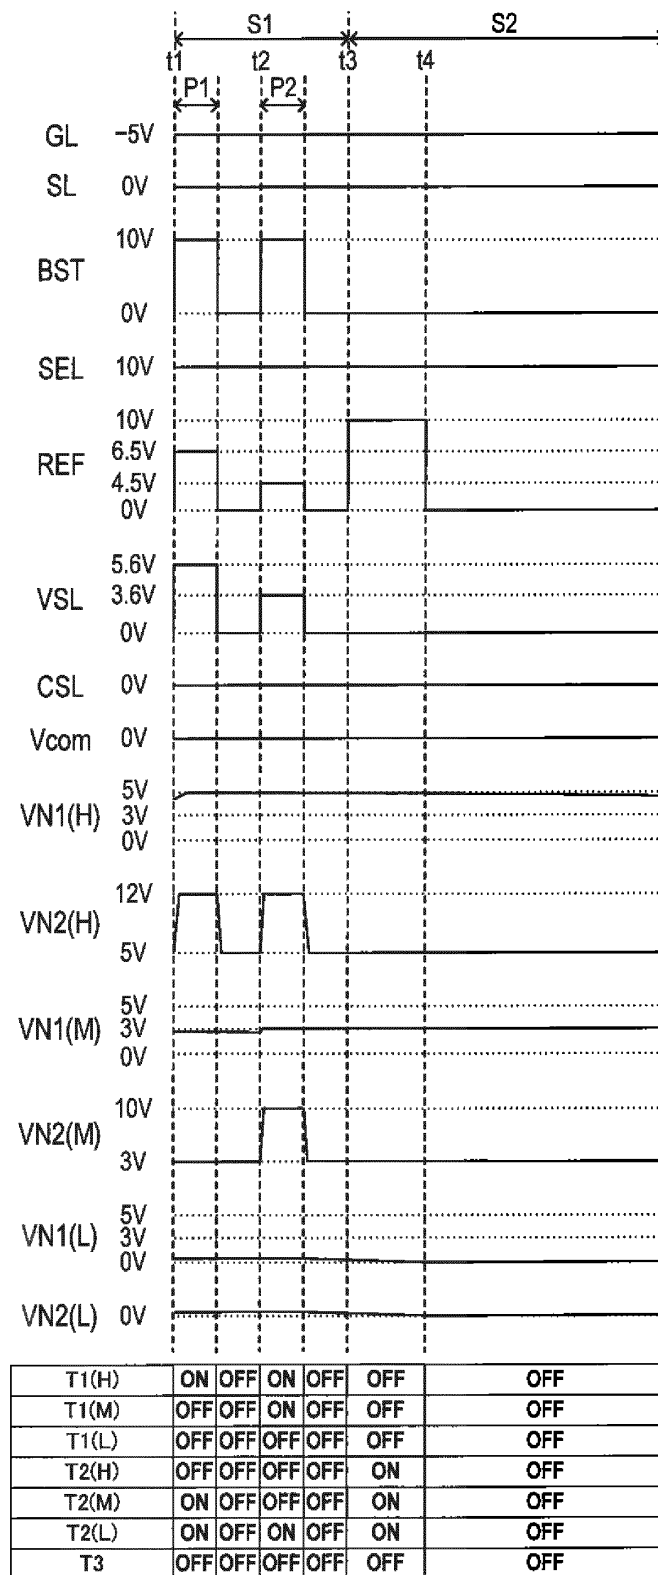 S1 S2
t1 t2 t3 t4
P1 P2
GL −5V
SL 0V
10V
BST
0V
SEL 10V
10V
6.5V
REF
4.5V
0V
5.6V
VSL 3.6V
0V
CSL 0V
Vcom 0V
5V
VN1(H) 3V
0V
12V
VN2(H)
5V
5V
VN1(M) 3V
0V
10V
VN2(M)
3V
5V
VN1(L) 3V
0V
VN2(L) 0V
T1(H) ON OFF ON OFF OFF OFF
T1(M) OFF OFF ON OFF OFF OFF
T1(L) OFF OFF OFF OFF OFF OFF
T2(H) OFF OFF OFF OFF ON OFF
T2(M) ON OFF OFF OFF ON OFF
T2(L) ON OFF ON OFF ON OFF
T3 OFF OFF OFF OFF OFF OFF